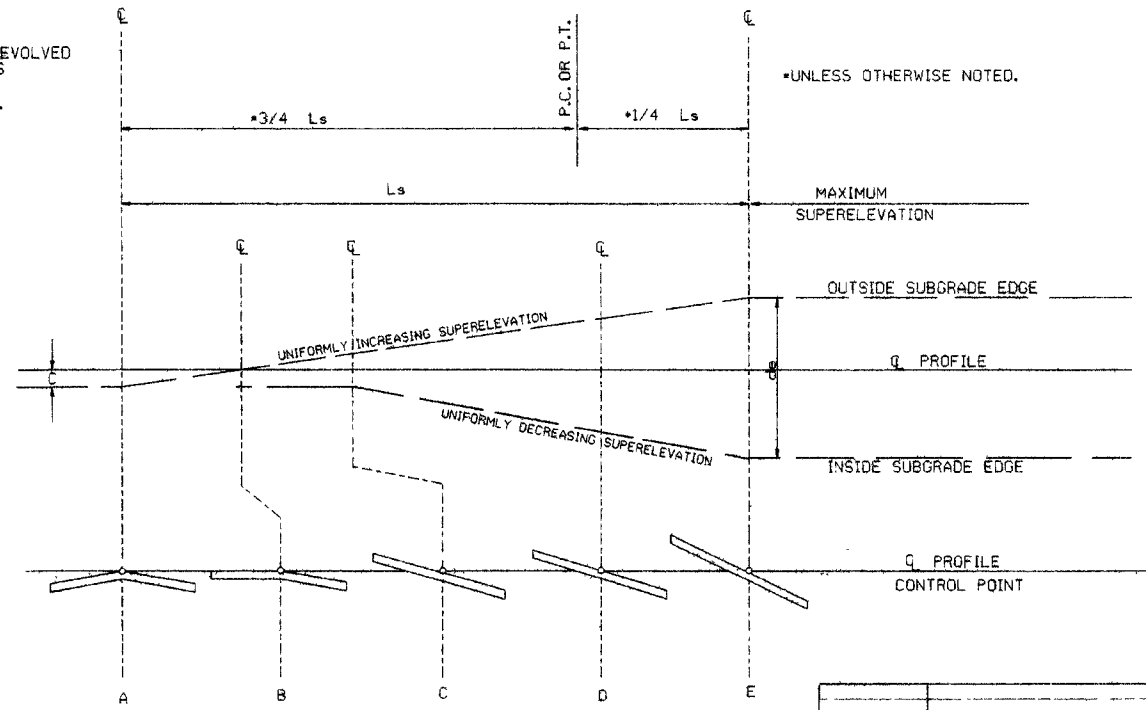 ℄
℄
EVOLVED
S
P.C. OR P.T.
*UNLESS OTHERWISE NOTED.
*3/4 Ls
*1/4 Ls
Ls
MAXIMUM
SUPERELEVATION
℄
℄
℄
OUTSIDE SUBGRADE EDGE
UNIFORMLY INCREASING SUPERELEVATION
C
℄ PROFILE
UNIFORMLY DECREASING SUPERELEVATION
INSIDE SUBGRADE EDGE
℄ PROFILE
CONTROL POINT
A
B
C
D
E